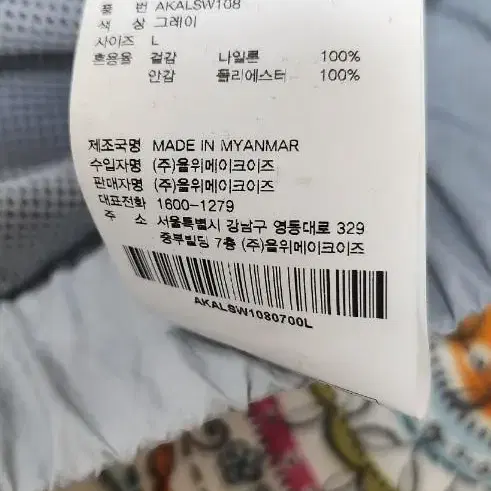 품 번 AKALSW108
색 상 그레이
사이즈 L
혼용율 겉감 나일론 100%
안감 폴리에스터 100%
제조국명 MADE IN MYANMAR
수입자명 (주)올위메이크이즈
판매자명 (주)올위메이크이즈
대표전화 1600-1279
주 소 서울특별시 강남구 영동대로 329
중부빌딩 7층 (주)올위메이크이즈
AKALSW1080700L